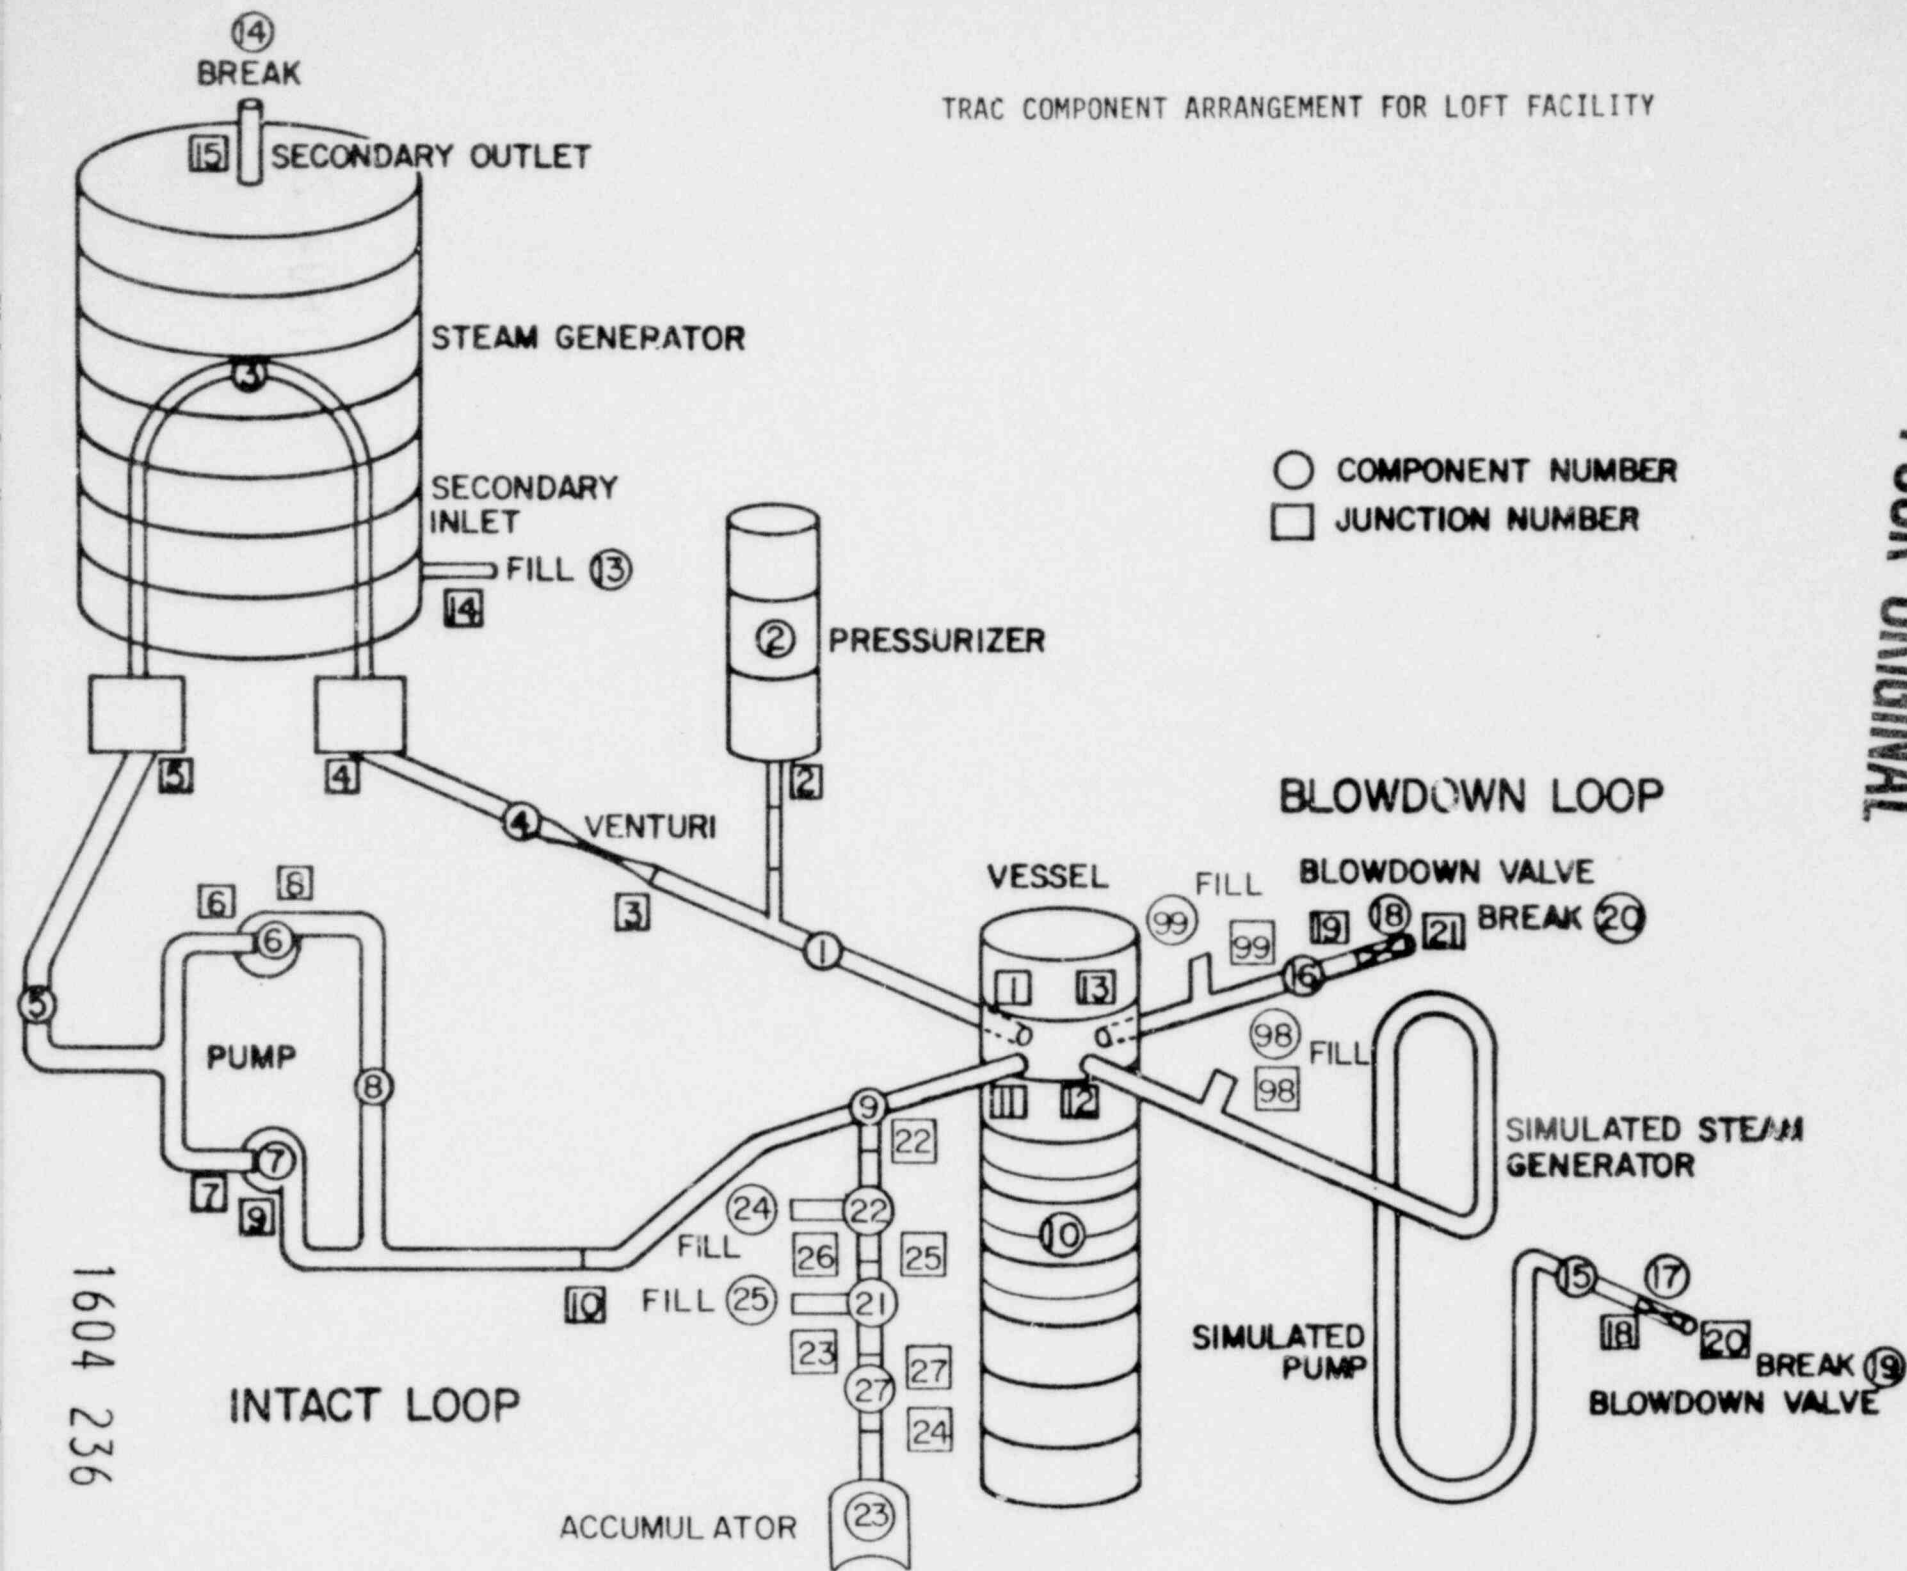 14
BREAK
TRAC COMPONENT ARRANGEMENT FOR LOFT FACILITY
15 SECONDARY OUTLET
STEAM GENERATOR
3
COMPONENT NUMBER
JUNCTION NUMBER
SECONDARY
INLET
FILL 13
14
2 PRESSURIZER
ORIGINAL
5
4
2
BLOWDOWN LOOP
4
VENTURI
3
1
VESSEL
FILL
99
99
BLOWDOWN VALVE
19
18
21
BREAK 20
16
6
8
6
5
PUMP
8
7
7
9
1
13
98
FILL
98
9
11
12
22
24
22
FILL
26
25
10
FILL 25
21
23
27
27
24
10
SIMULATED STEAM
GENERATOR
15
17
SIMULATED
PUMP
18
20
BREAK 19
BLOWDOWN VALVE
INTACT LOOP
ACCUMULATOR
23
1604 236